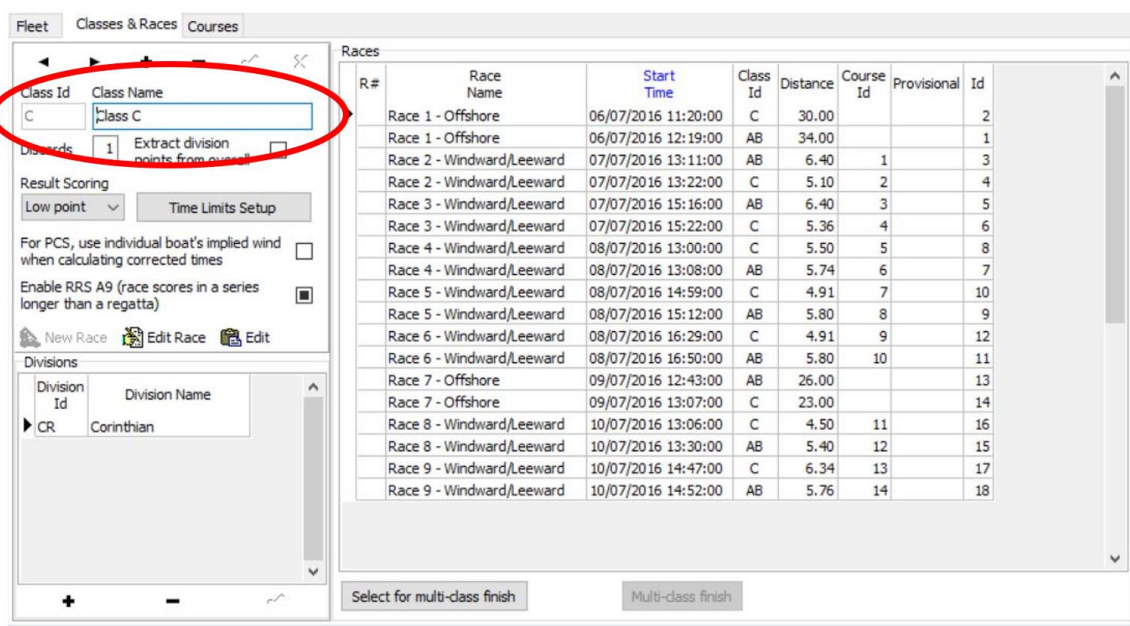 Fleet Classes & Races Courses
Class Id Class Name
C Class C
Discards 1 Extract division
points from overall
Result Scoring
Low point Time Limits Setup
For PCS, use individual boat's implied wind
when calculating corrected times
Enable RRS A9 (race scores in a series
longer than a regatta)
New Race Edit Race Edit
Divisions
Division
Id Division Name
CR Corinthian
Races
R# Race
Name Start
Time Class
Id Distance Course
Id Provisional Id
Race 1 - Offshore 06/07/2016 11:20:00 C 30.00 2
Race 1 - Offshore 06/07/2016 12:19:00 AB 34.00 1
Race 2 - Windward/Leeward 07/07/2016 13:11:00 AB 6.40 1 3
Race 2 - Windward/Leeward 07/07/2016 13:22:00 C 5.10 2 4
Race 3 - Windward/Leeward 07/07/2016 15:16:00 AB 6.40 3 5
Race 3 - Windward/Leeward 07/07/2016 15:22:00 C 5.36 4 6
Race 4 - Windward/Leeward 08/07/2016 13:00:00 C 5.50 5 8
Race 4 - Windward/Leeward 08/07/2016 13:08:00 AB 5.74 6 7
Race 5 - Windward/Leeward 08/07/2016 14:59:00 C 4.91 7 10
Race 5 - Windward/Leeward 08/07/2016 15:12:00 AB 5.80 8 9
Race 6 - Windward/Leeward 08/07/2016 16:29:00 C 4.91 9 12
Race 6 - Windward/Leeward 08/07/2016 16:50:00 AB 5.80 10 11
Race 7 - Offshore 09/07/2016 12:43:00 AB 26.00 13
Race 7 - Offshore 09/07/2016 13:07:00 C 23.00 14
Race 8 - Windward/Leeward 10/07/2016 13:06:00 C 4.50 11 16
Race 8 - Windward/Leeward 10/07/2016 13:30:00 AB 5.40 12 15
Race 9 - Windward/Leeward 10/07/2016 14:47:00 C 6.34 13 17
Race 9 - Windward/Leeward 10/07/2016 14:52:00 AB 5.76 14 18
Select for multi-class finish Multi-class finish